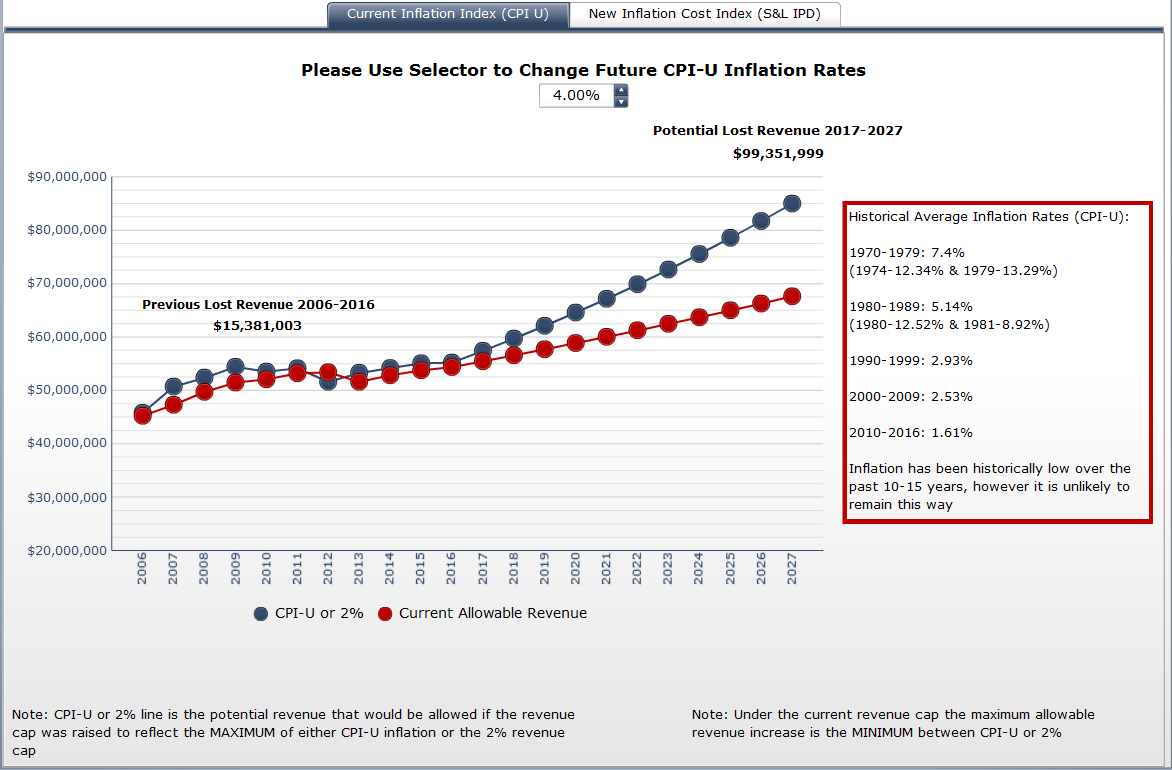 Current Inflation Index (CPI U)
New Inflation Cost Index (S&L IPD)
Please Use Selector to Change Future CPI-U Inflation Rates
4.00%
Potential Lost Revenue 2017-2027
$99,351,999
$90,000,000
$80,000,000
$70,000,000
$60,000,000
$50,000,000
$40,000,000
$30,000,000
$20,000,000
Previous Lost Revenue 2006-2016
$15,381,003
2006
2007
2008
2009
2010
2011
2012
2013
2014
2015
2016
2017
2018
2019
2020
2021
2022
2023
2024
2025
2026
2027
CPI-U or 2%
Current Allowable Revenue
Historical Average Inflation Rates (CPI-U):
1970-1979: 7.4%
(1974-12.34% & 1979-13.29%)
1980-1989: 5.14%
(1980-12.52% & 1981-8.92%)
1990-1999: 2.93%
2000-2009: 2.53%
2010-2016: 1.61%
Inflation has been historically low over the
past 10-15 years, however it is unlikely to
remain this way
Note: CPI-U or 2% line is the potential revenue that would be allowed if the revenue
cap was raised to reflect the MAXIMUM of either CPI-U inflation or the 2% revenue
cap
Note: Under the current revenue cap the maximum allowable
revenue increase is the MINIMUM between CPI-U or 2%